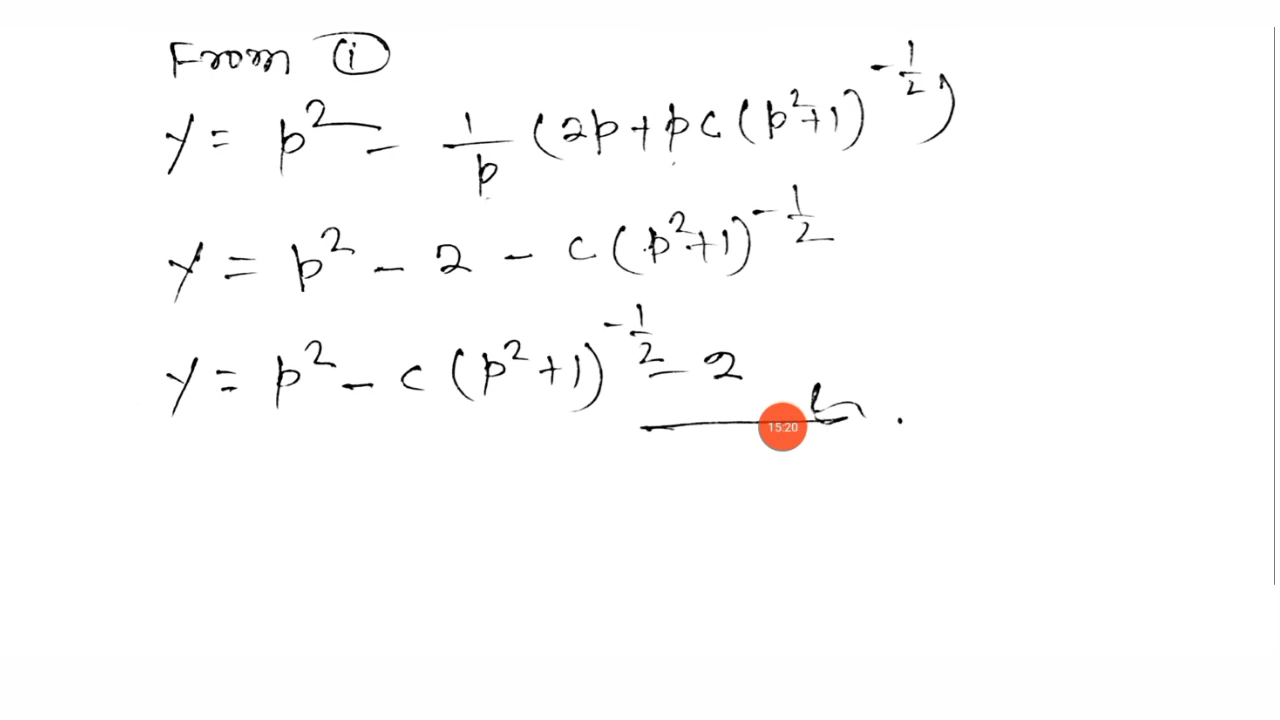 From (i)
y = p² - 1/p (2p + pc (p²+1)^(-1/2))
y = p² - 2 - c (p²+1)^(-1/2)
y = p² - c (p²+1)^(-1/2) - 2
15:20